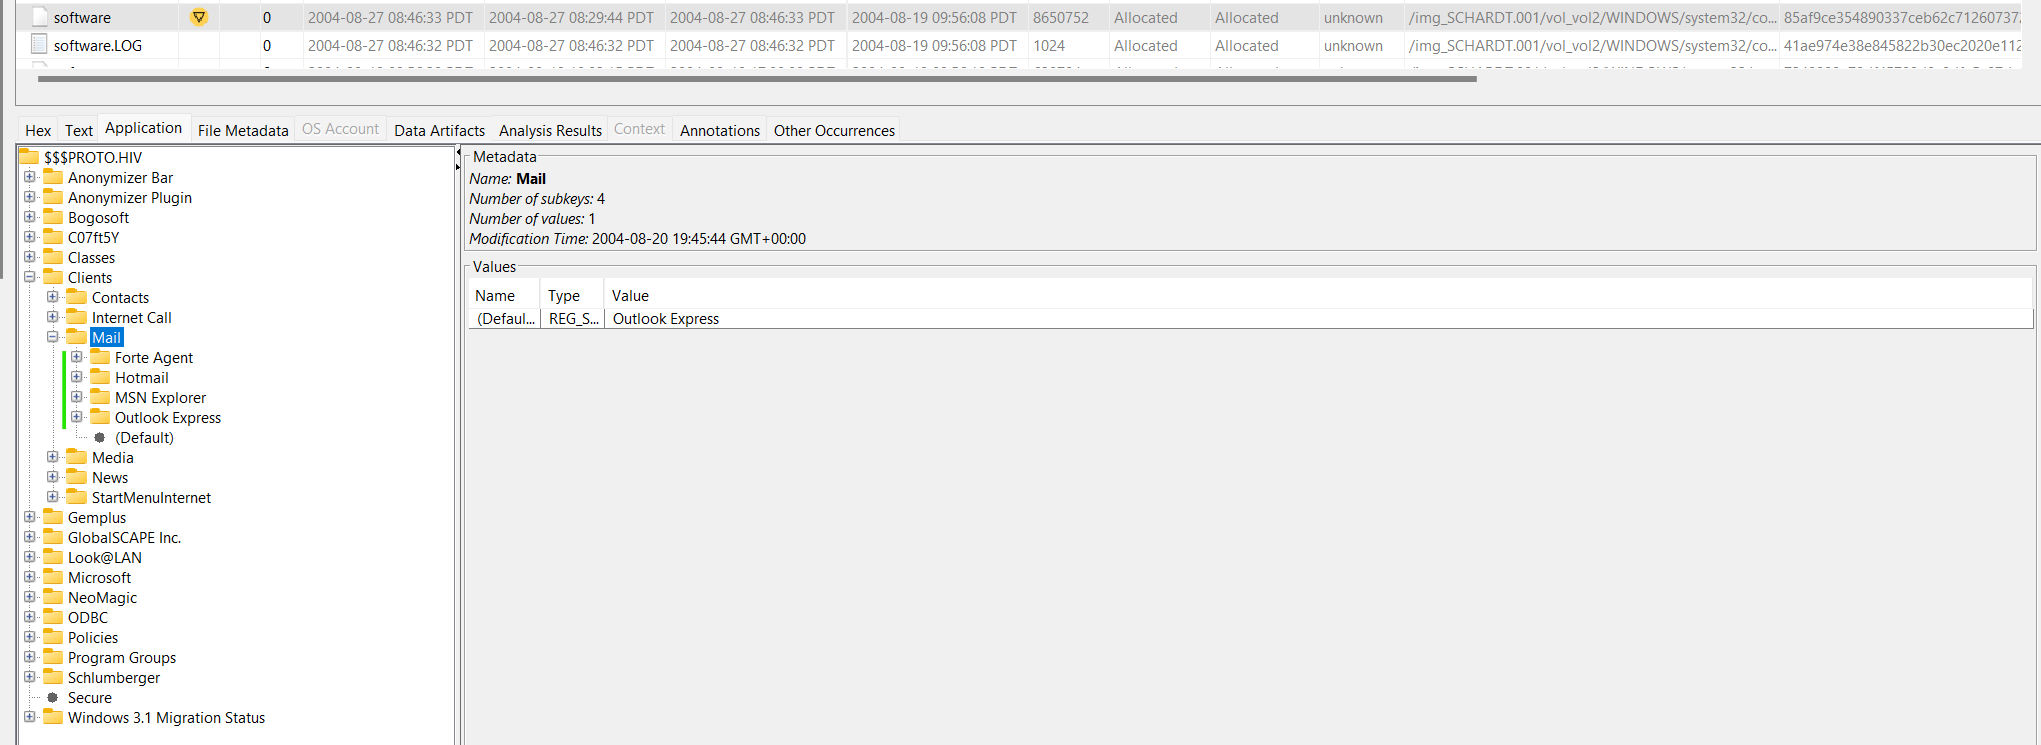 software 0 2004-08-27 08:46:33 PDT 2004-08-27 08:29:44 PDT 2004-08-27 08:46:33 PDT 2004-08-19 09:56:08 PDT 8650752 Allocated Allocated unknown /img_SCHARDT.001/vol_vol2/WINDOWS/system32/co... 85af9ce354890337ceb62c71260737
software.LOG 0 2004-08-27 08:46:32 PDT 2004-08-27 08:46:32 PDT 2004-08-27 08:46:32 PDT 2004-08-19 09:56:08 PDT 1024 Allocated Allocated unknown /img_SCHARDT.001/vol_vol2/WINDOWS/system32/co... 41ae974e38e845822b30ec2020e112
Hex Text Application File Metadata OS Account Data Artifacts Analysis Results Context Annotations Other Occurrences
$$$PROTO.HIV
Anonymizer Bar
Anonymizer Plugin
Bogosoft
C07ft5Y
Classes
Clients
Contacts
Internet Call
Mail
Forte Agent
Hotmail
MSN Explorer
Outlook Express
(Default)
Media
News
StartMenuInternet
Gemplus
GlobalSCAPE Inc.
Look@LAN
Microsoft
NeoMagic
ODBC
Policies
Program Groups
Schlumberger
Secure
Windows 3.1 Migration Status
Metadata
Name: Mail
Number of subkeys: 4
Number of values: 1
Modification Time: 2004-08-20 19:45:44 GMT+00:00
Values
Name Type Value
(Defaul... REG_S... Outlook Express